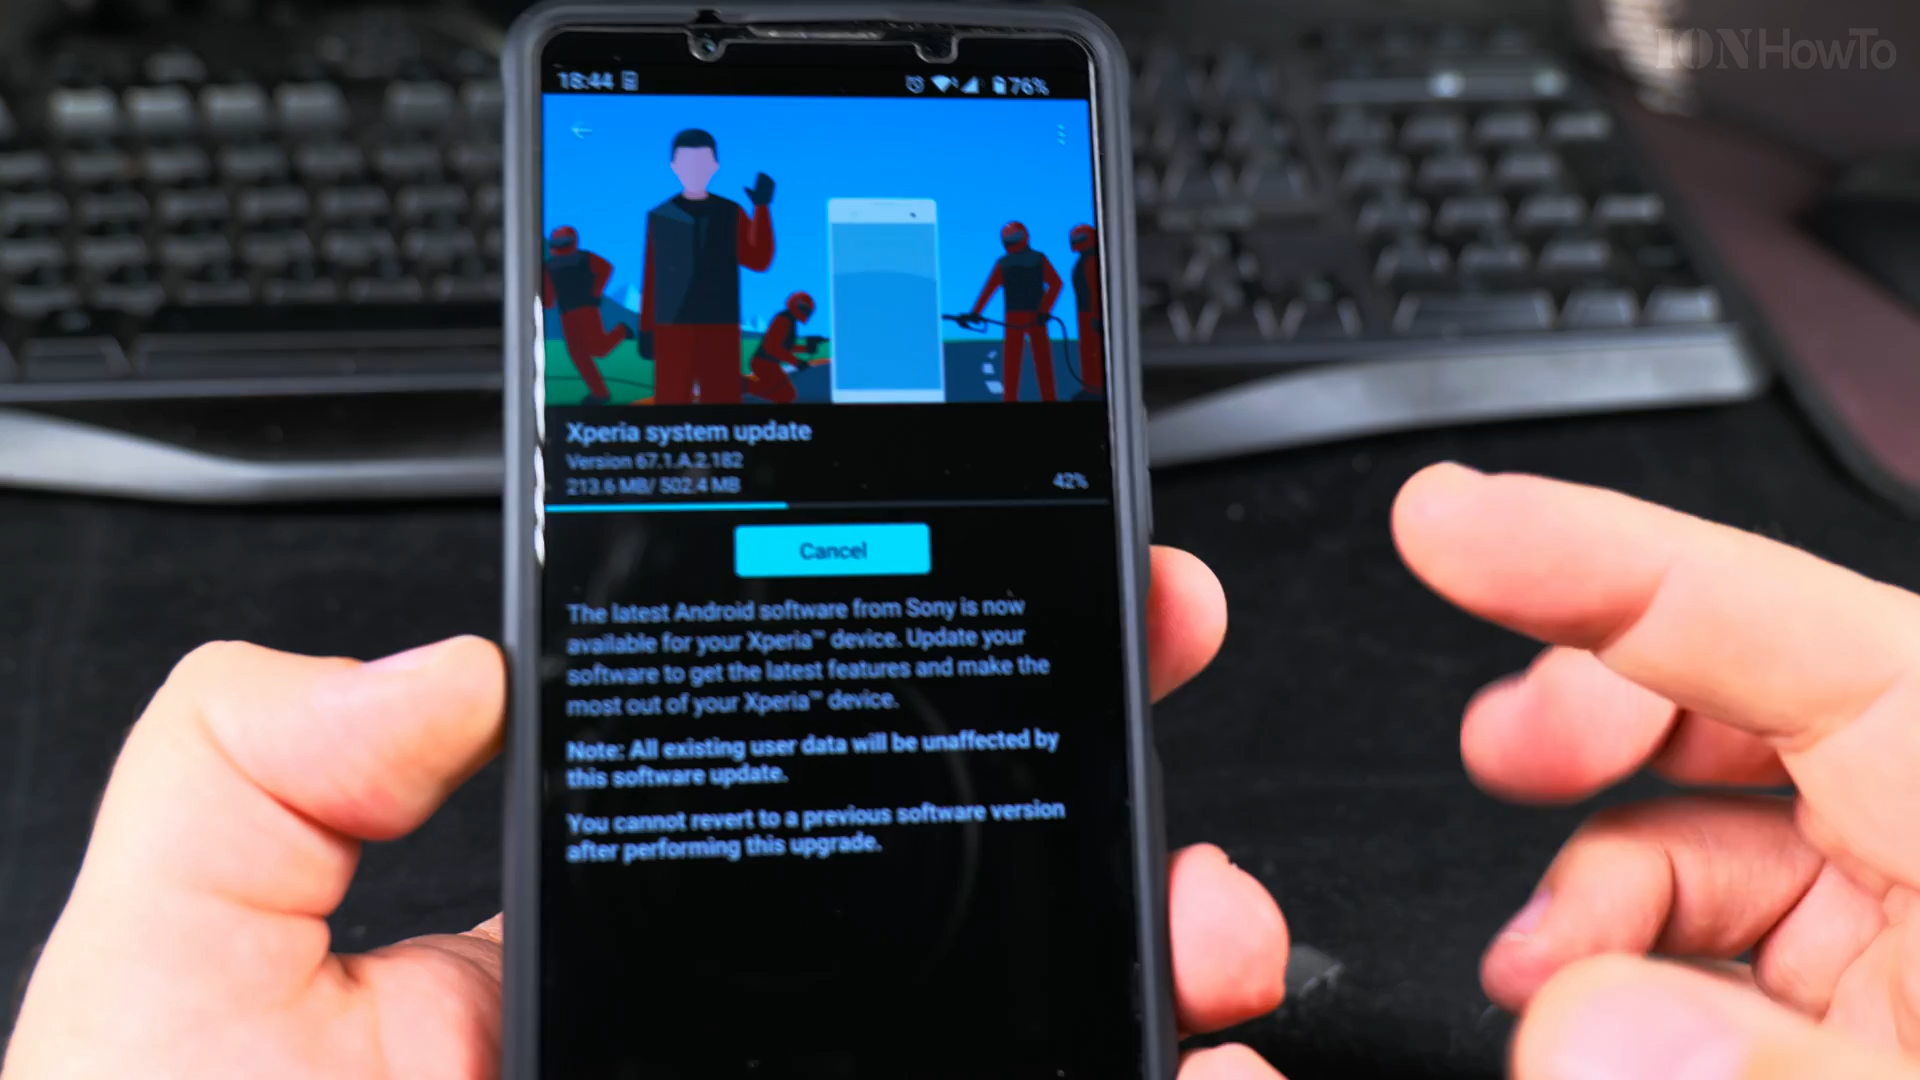 IONHowTo
18:44
76%
Xperia system update
Version 67.1.A.2.182
213.6 MB/ 502.4 MB
42%
Cancel
The latest Android software from Sony is now
available for your Xperia™ device. Update your
software to get the latest features and make the
most out of your Xperia™ device.
Note: All existing user data will be unaffected by
this software update.
You cannot revert to a previous software version
after performing this upgrade.